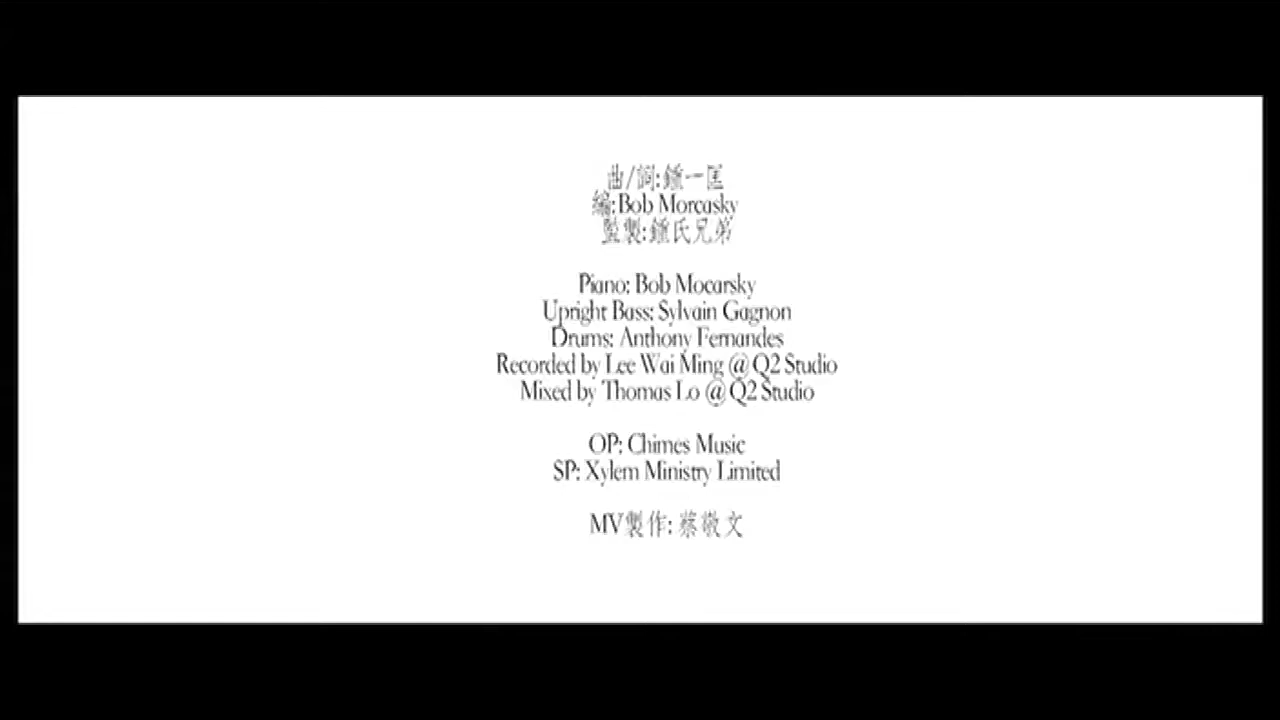 曲/詞:鍾一匡
編:Bob Morcasky
監製:鍾氏兄弟
Piano: Bob Mocarsky
Upright Bass: Sylvain Gagnon
Drums: Anthony Fernandes
Recorded by Lee Wai Ming @ Q2 Studio
Mixed by Thomas Lo @ Q2 Studio
OP: Chimes Music
SP: Xylem Ministry Limited
MV製作: 蔡敬文